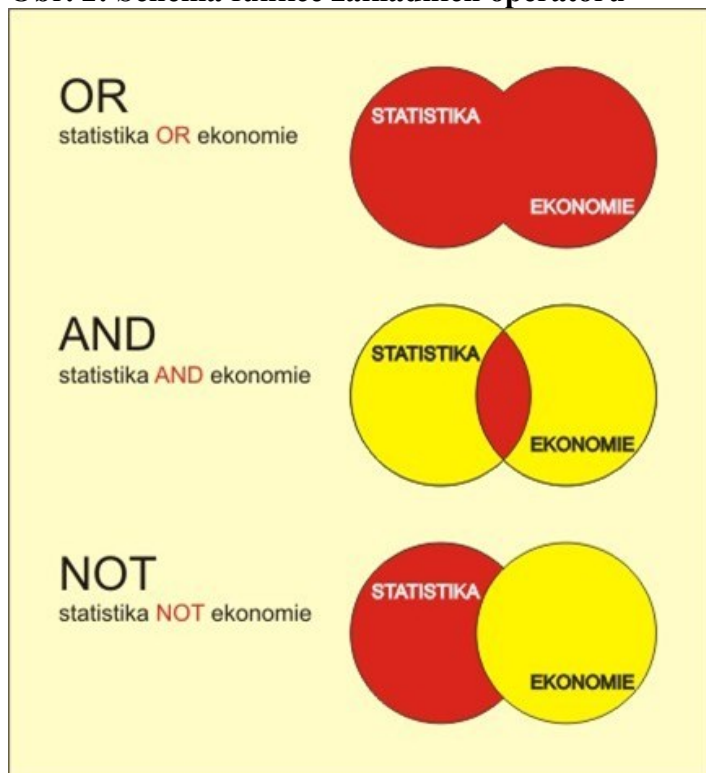 OR
statistika OR ekonomie
STATISTIKA
EKONOMIE
AND
statistika AND ekonomie
STATISTIKA
EKONOMIE
NOT
statistika NOT ekonomie
STATISTIKA
EKONOMIE